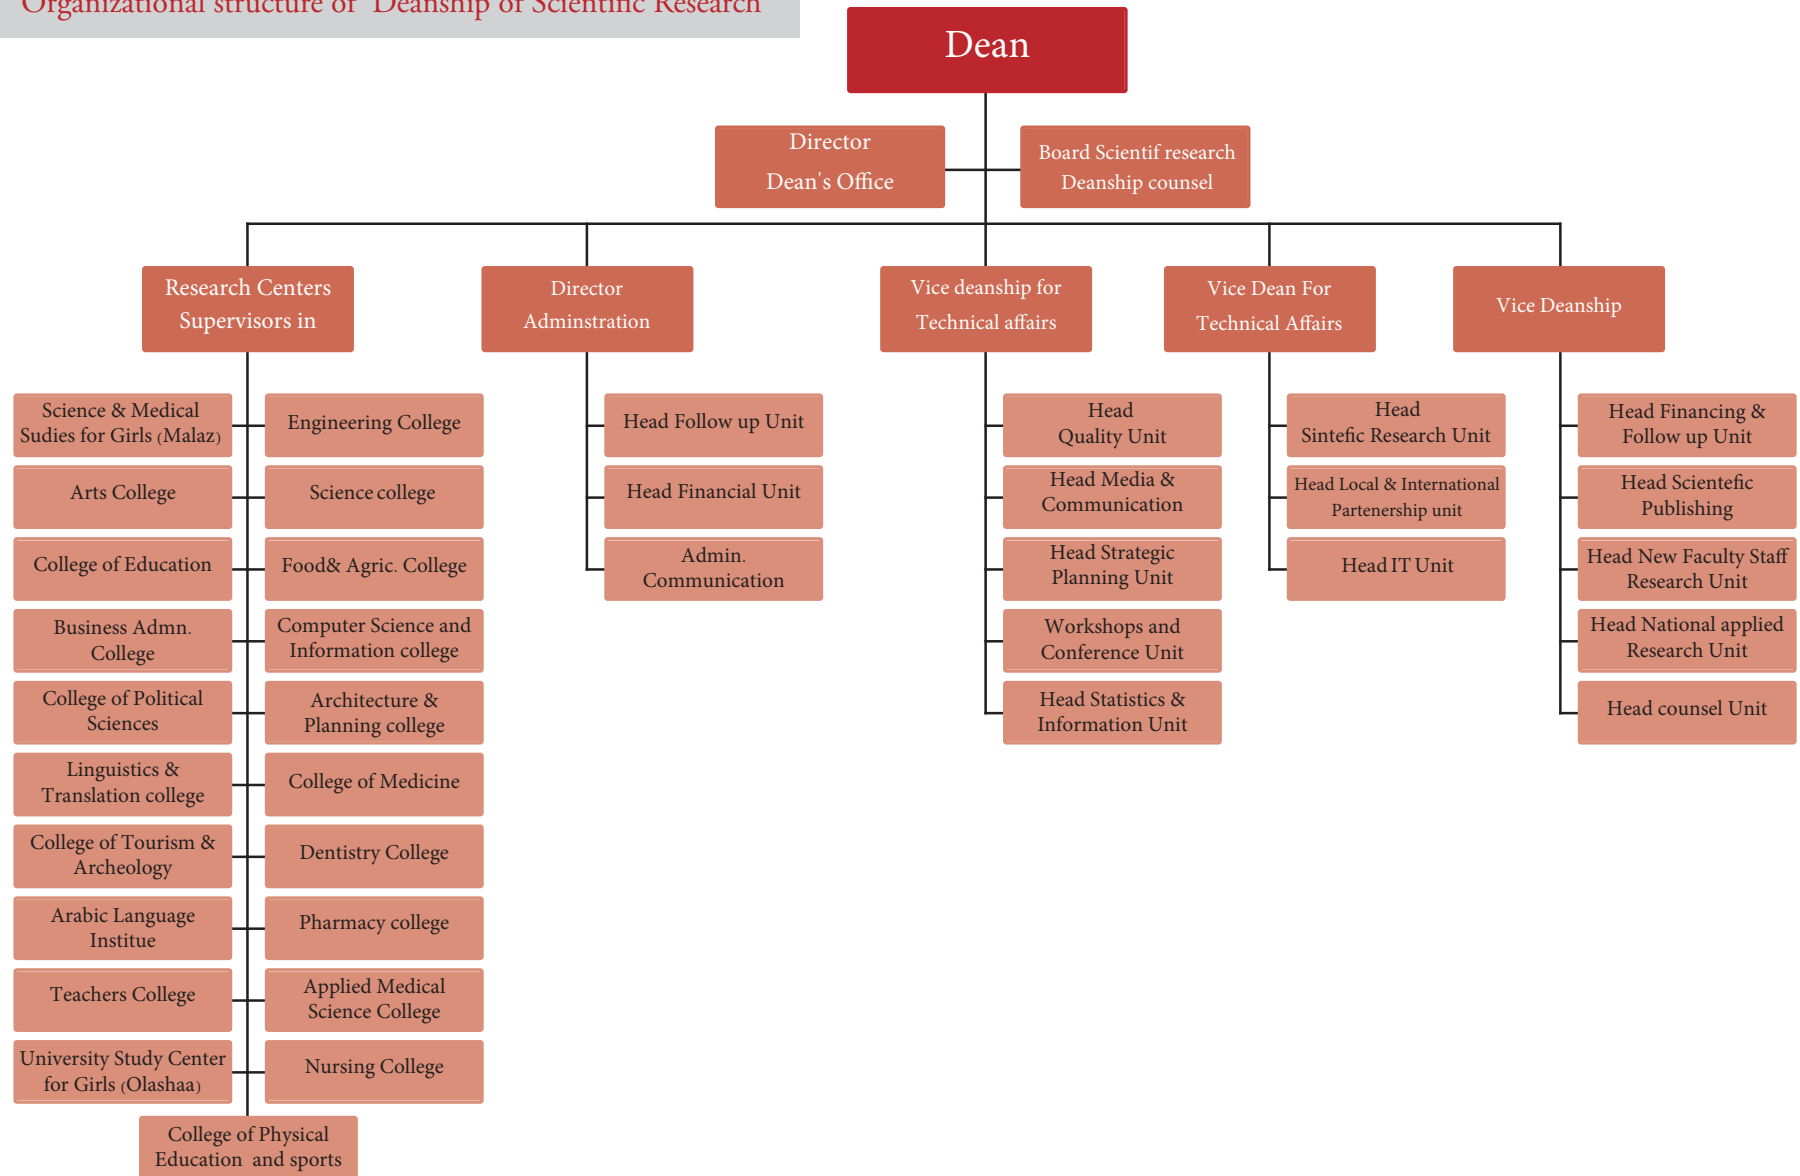 Organizational structure of Deanship of Scientific Research
Dean
Director
Dean's Office
Board Scientif research
Deanship counsel
Research Centers
Supervisors in
Director
Adminstration
Vice deanship for
Technical affairs
Vice Dean For
Technical Affairs
Vice Deanship
Science & Medical
Sudies for Girls (Malaz)
Engineering College
Arts College
Science college
College of Education
Food& Agric. College
Business Admn.
College
Computer Science and
Information college
College of Political
Sciences
Architecture &
Planning college
Linguistics &
Translation college
College of Medicine
College of Tourism &
Archeology
Dentistry College
Arabic Language
Institue
Pharmacy college
Teachers College
Applied Medical
Science College
University Study Center
for Girls (Olashaa)
Nursing College
College of Physical
Education and sports
Head Follow up Unit
Head Financial Unit
Admin.
Communication
Head
Quality Unit
Head Media &
Communication
Head Strategic
Planning Unit
Workshops and
Conference Unit
Head Statistics &
Information Unit
Head
Sintefic Research Unit
Head Local & International
Partenership unit
Head IT Unit
Head Financing &
Follow up Unit
Head Scientefic
Publishing
Head New Faculty Staff
Research Unit
Head National applied
Research Unit
Head counsel Unit